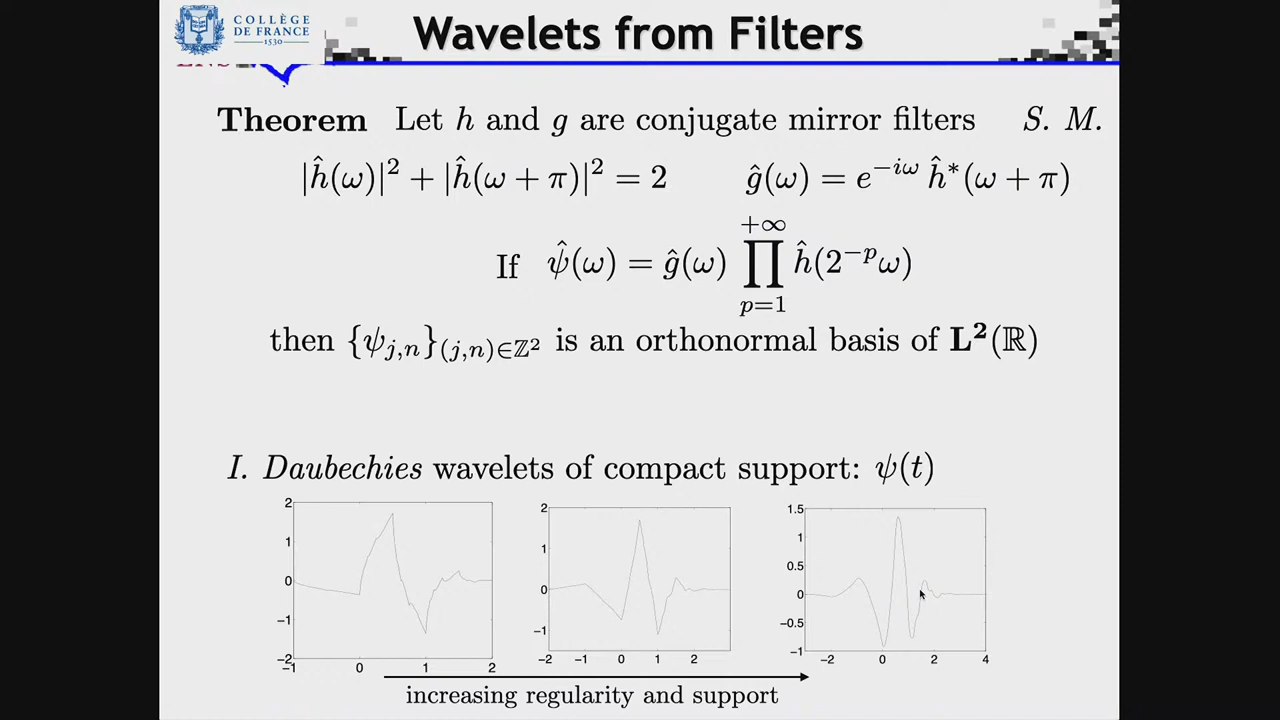 COLLÈGE
DE FRANCE
1530
Wavelets from Filters
Theorem Let h and g are conjugate mirror filters S. M.
|ĥ(ω)|² + |ĥ(ω + π)|² = 2 ĝ(ω) = e^{−iω} ĥ*(ω + π)
If ψ̂(ω) = ĝ(ω) ∏_{p=1}^{+∞} ĥ(2^{−p}ω)
then {ψ_{j,n}}_{(j,n)∈ℤ²} is an orthonormal basis of L²(ℝ)
I. Daubechies wavelets of compact support: ψ(t)
2 1 0 −1 −2
−1 0 1 2
2 1 0 −1
−2 −1 0 1 2 3
1.5 1 0.5 0 −0.5 −1
−2 0 2 4
increasing regularity and support